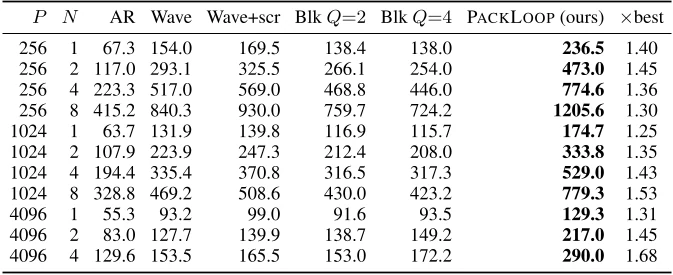 P N AR Wave Wave+scr Blk Q=2 Blk Q=4 PACKLOOP (ours) ×best
256 1 67.3 154.0 169.5 138.4 138.0 236.5 1.40
256 2 117.0 293.1 325.5 266.1 254.0 473.0 1.45
256 4 223.3 517.0 569.0 468.8 446.0 774.6 1.36
256 8 415.2 840.3 930.0 759.7 724.2 1205.6 1.30
1024 1 63.7 131.9 139.8 116.9 115.7 174.7 1.25
1024 2 107.9 223.9 247.3 212.4 208.0 333.8 1.35
1024 4 194.4 335.4 370.8 316.5 317.3 529.0 1.43
1024 8 328.8 469.2 508.6 430.0 423.2 779.3 1.53
4096 1 55.3 93.2 99.0 91.6 93.5 129.3 1.31
4096 2 83.0 127.7 139.9 138.7 149.2 217.0 1.45
4096 4 129.6 153.5 165.5 153.0 172.2 290.0 1.68